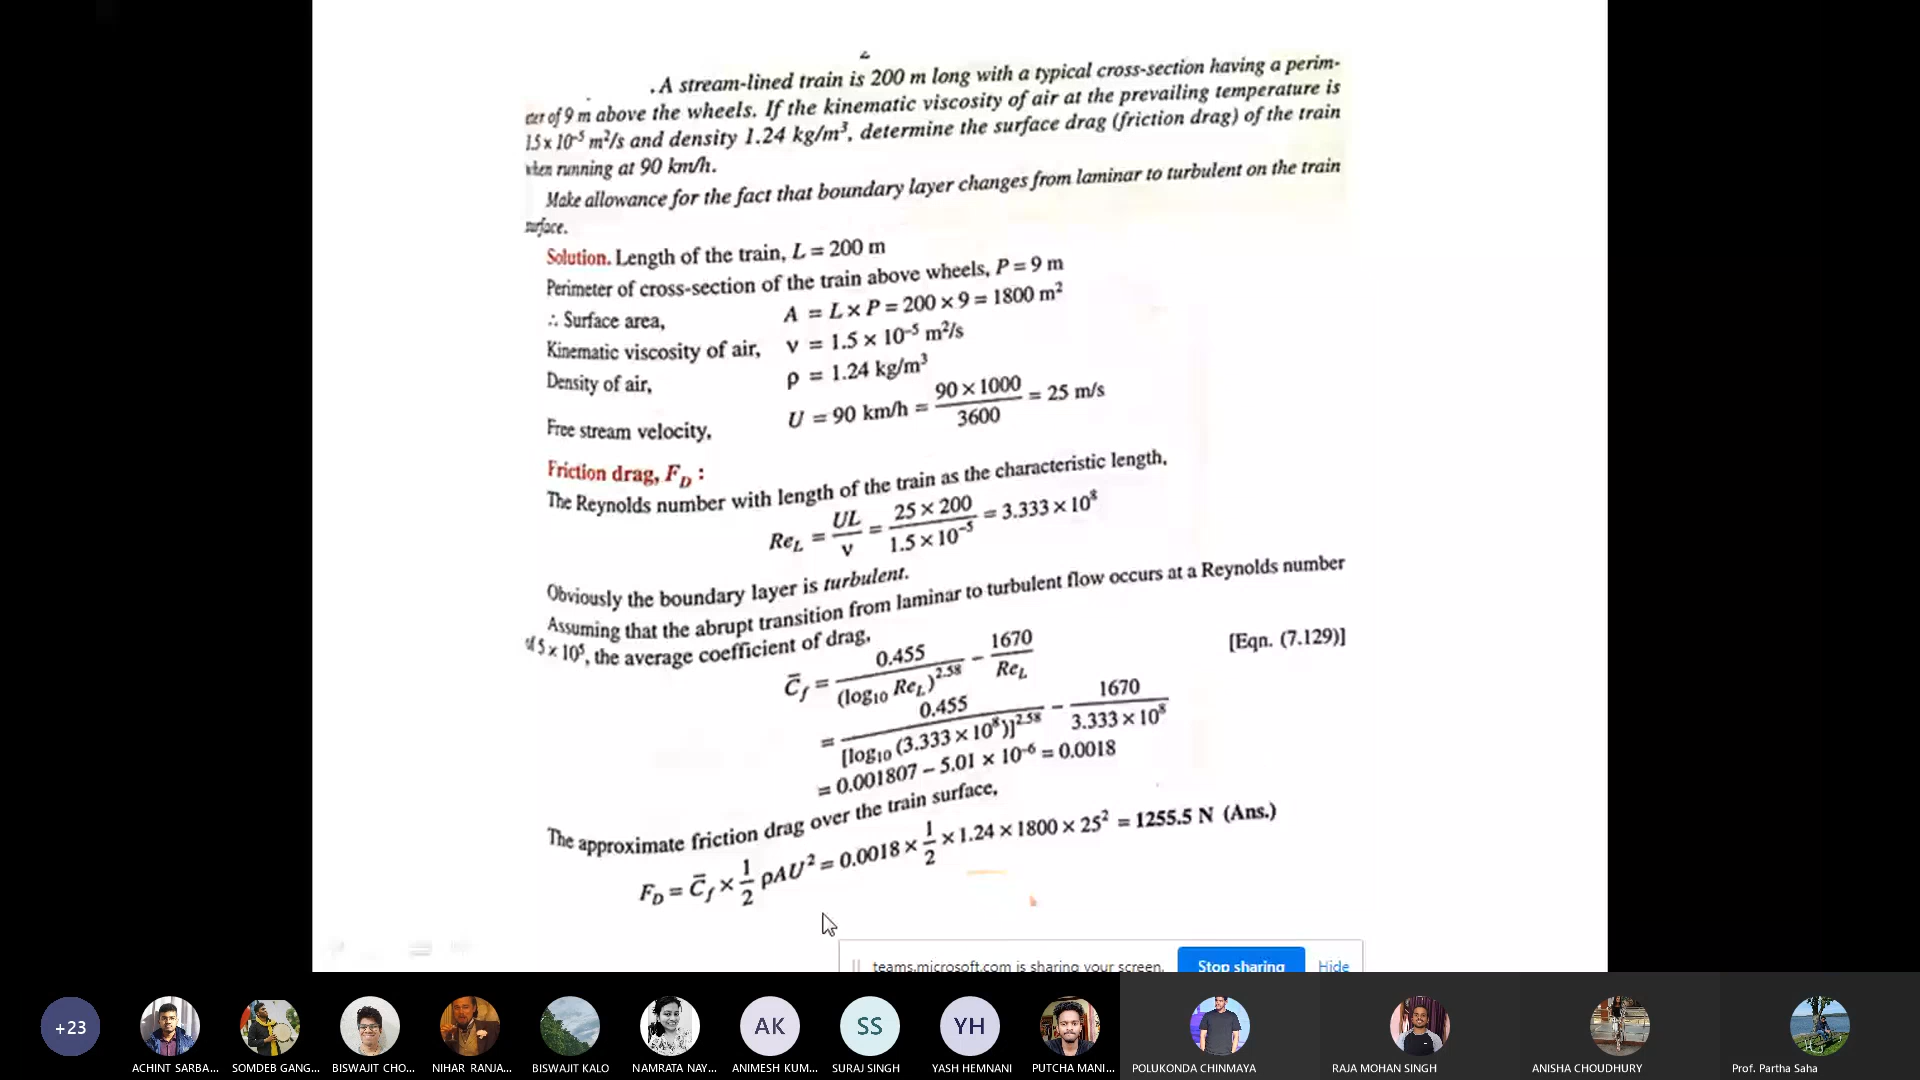 .A stream-lined train is 200 m long with a typical cross-section having a perim-
eter of 9 m above the wheels. If the kinematic viscosity of air at the prevailing temperature is
1.5 x 10⁻⁵ m²/s and density 1.24 kg/m³, determine the surface drag (friction drag) of the train
when running at 90 km/h.
Make allowance for the fact that boundary layer changes from laminar to turbulent on the train
surface.
Solution. Length of the train, L = 200 m
Perimeter of cross-section of the train above wheels, P = 9 m
∴ Surface area, A = L × P = 200 × 9 = 1800 m²
Kinematic viscosity of air, ν = 1.5 × 10⁻⁵ m²/s
Density of air, ρ = 1.24 kg/m³
Free stream velocity, U = 90 km/h = 90 × 1000 / 3600 = 25 m/s
Friction drag, F_D :
The Reynolds number with length of the train as the characteristic length,
Re_L = UL / ν = 25 × 200 / 1.5 × 10⁻⁵ = 3.333 × 10⁸
Obviously the boundary layer is turbulent.
Assuming that the abrupt transition from laminar to turbulent flow occurs at a Reynolds number
of 5 × 10⁵, the average coefficient of drag,
C̄_f = 0.455 / (log₁₀ Re_L)^2.58 − 1670 / Re_L [Eqn. (7.129)]
= 0.455 / [log₁₀ (3.333 × 10⁸)]^2.58 − 1670 / 3.333 × 10⁸
= 0.001807 − 5.01 × 10⁻⁶ = 0.0018
The approximate friction drag over the train surface,
F_D = C̄_f × 1/2 ρAU² = 0.0018 × 1/2 × 1.24 × 1800 × 25² = 1255.5 N (Ans.)
teams.microsoft.com is sharing your screen. Stop sharing Hide
+23 AK SS YH
ACHINT SARBA... SOMDEB GANG... BISWAJIT CHO... NIHAR RANJA... BISWAJIT KALO NAMRATA NAY... ANIMESH KUM... SURAJ SINGH YASH HEMNANI PUTCHA MANI... POLUKONDA CHINMAYA RAJA MOHAN SINGH ANISHA CHOUDHURY Prof. Partha Saha